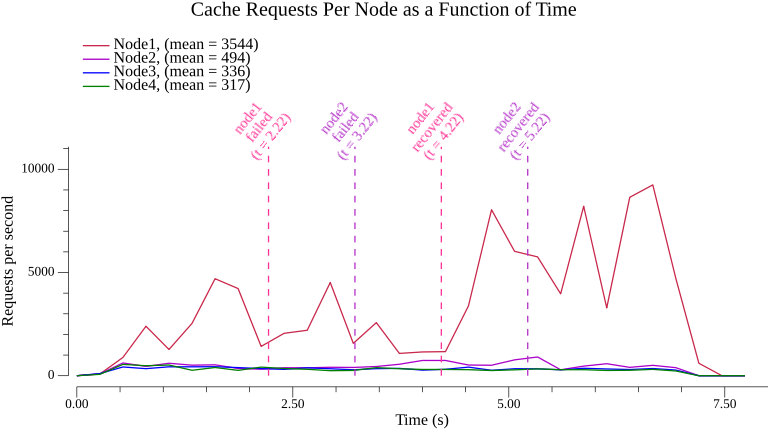 Cache Requests Per Node as a Function of Time
Node1, (mean = 3544)
Node2, (mean = 494)
Node3, (mean = 336)
Node4, (mean = 317)
node1
failed
(t = 2.22)
node2
failed
(t = 3.22)
node1
recovered
(t = 4.22)
node2
recovered
(t = 5.22)
Requests per second
10000
5000
0
0.00
2.50
5.00
7.50
Time (s)